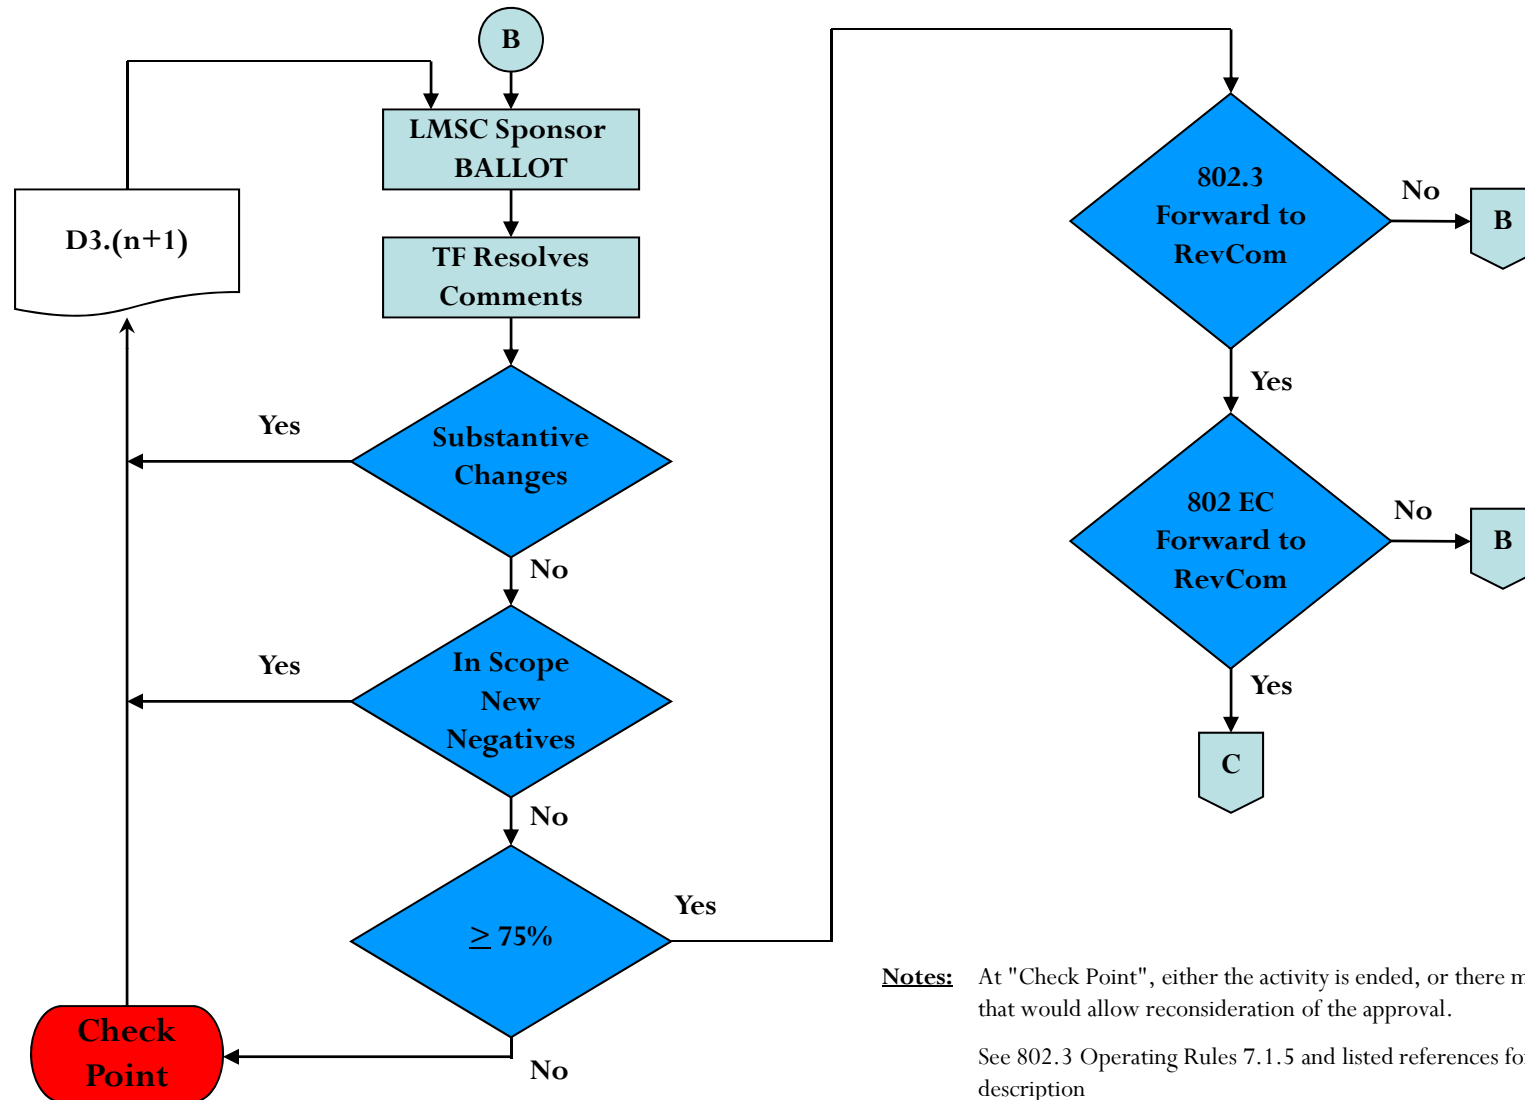 B
LMSC Sponsor
BALLOT
D3.(n+1)
TF Resolves
Comments
Yes
Substantive
Changes
No
Yes
In Scope
New
Negatives
No
≥ 75%
Yes
No
Check
Point
802.3
Forward to
RevCom
No
B
Yes
802 EC
Forward to
RevCom
No
B
Yes
C
Notes: At "Check Point", either the activity is ended, or there m
that would allow reconsideration of the approval.
See 802.3 Operating Rules 7.1.5 and listed references fo
description